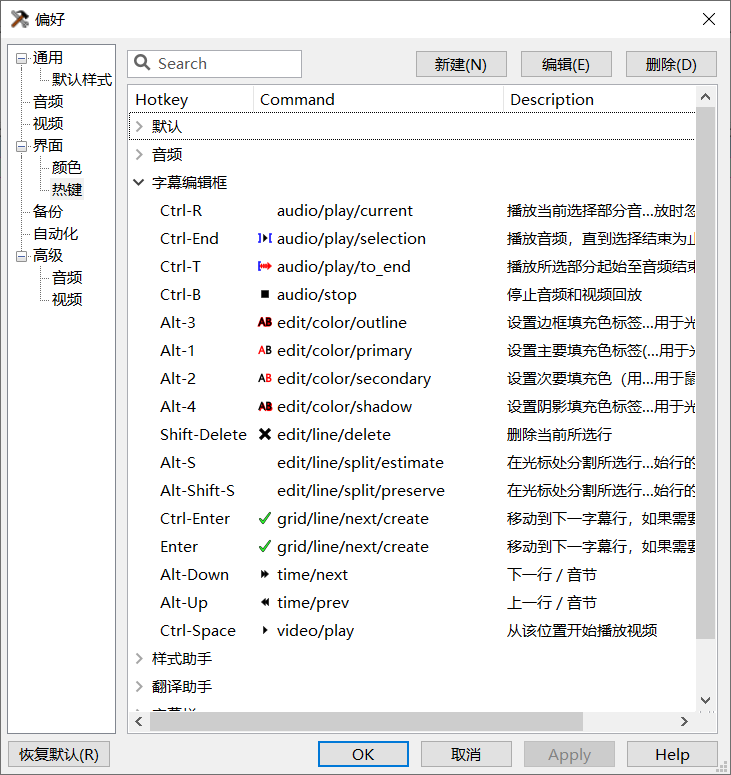 偏好
通用
默认样式
音频
视频
界面
颜色
热键
备份
自动化
高级
音频
视频
Search
新建(N) 编辑(E) 删除(D)
Hotkey Command Description
默认
音频
字幕编辑框
Ctrl-R audio/play/current 播放当前选择部分音...放时忽
Ctrl-End audio/play/selection 播放音频，直到选择结束为止
Ctrl-T audio/play/to_end 播放所选部分起始至音频结束
Ctrl-B audio/stop 停止音频和视频回放
Alt-3 edit/color/outline 设置边框填充色标签...用于光
Alt-1 edit/color/primary 设置主要填充色标签(...用于光
Alt-2 edit/color/secondary 设置次要填充色（用...用于鼠
Alt-4 edit/color/shadow 设置阴影填充色标签...用于光
Shift-Delete edit/line/delete 删除当前所选行
Alt-S edit/line/split/estimate 在光标处分割所选行...始行的
Alt-Shift-S edit/line/split/preserve 在光标处分割所选行...始行的
Ctrl-Enter grid/line/next/create 移动到下一字幕行，如果需要
Enter grid/line/next/create 移动到下一字幕行，如果需要
Alt-Down time/next 下一行 / 音节
Alt-Up time/prev 上一行 / 音节
Ctrl-Space video/play 从该位置开始播放视频
样式助手
翻译助手
恢复默认(R) OK 取消 Apply Help